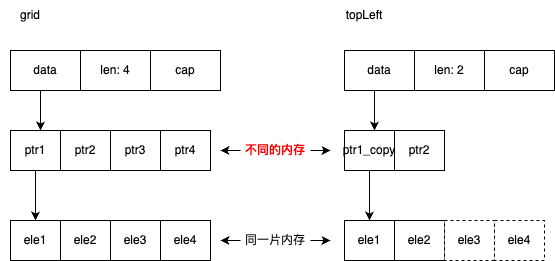 grid
topLeft
data len: 4 cap
data len: 2 cap
ptr1 ptr2 ptr3 ptr4
不同的内存
ptr1_copy ptr2
ele1 ele2 ele3 ele4
同一片内存
ele1 ele2 ele3 ele4